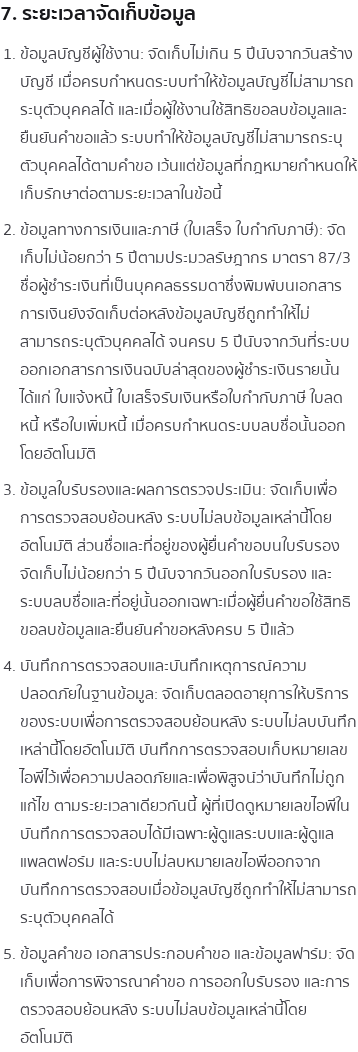 7. ระยะเวลาจัดเก็บข้อมูล
1. ข้อมูลบัญชีผู้ใช้งาน: จัดเก็บไม่เกิน 5 ปีนับจากวันสร้าง
บัญชี เมื่อครบกำหนดระบบทำให้ข้อมูลบัญชีไม่สามารถ
ระบุตัวบุคคลได้ และเมื่อผู้ใช้งานใช้สิทธิขอลบข้อมูลและ
ยืนยันคำขอแล้ว ระบบทำให้ข้อมูลบัญชีไม่สามารถระบุ
ตัวบุคคลได้ตามคำขอ เว้นแต่ข้อมูลที่กฎหมายกำหนดให้
เก็บรักษาต่อตามระยะเวลาในข้อนี้
2. ข้อมูลทางการเงินและภาษี (ใบเสร็จ ใบกำกับภาษี): จัด
เก็บไม่น้อยกว่า 5 ปีตามประมวลรัษฎากร มาตรา 87/3
ชื่อผู้ชำระเงินที่เป็นบุคคลธรรมดาซึ่งพิมพ์บนเอกสาร
การเงินยังจัดเก็บต่อหลังข้อมูลบัญชีถูกทำให้ไม่
สามารถระบุตัวบุคคลได้ จนครบ 5 ปีนับจากวันที่ระบบ
ออกเอกสารการเงินฉบับล่าสุดของผู้ชำระเงินรายนั้น
ได้แก่ ใบแจ้งหนี้ ใบเสร็จรับเงินหรือใบกำกับภาษี ใบลด
หนี้ หรือใบเพิ่มหนี้ เมื่อครบกำหนดระบบลบชื่อนั้นออก
โดยอัตโนมัติ
3. ข้อมูลใบรับรองและผลการตรวจประเมิน: จัดเก็บเพื่อ
การตรวจสอบย้อนหลัง ระบบไม่ลบข้อมูลเหล่านี้โดย
อัตโนมัติ ส่วนชื่อและที่อยู่ของผู้ยื่นคำขอบนใบรับรอง
จัดเก็บไม่น้อยกว่า 5 ปีนับจากวันออกใบรับรอง และ
ระบบลบชื่อและที่อยู่นั้นออกเฉพาะเมื่อผู้ยื่นคำขอใช้สิทธิ
ขอลบข้อมูลและยืนยันคำขอหลังครบ 5 ปีแล้ว
4. บันทึกการตรวจสอบและบันทึกเหตุการณ์ความ
ปลอดภัยในฐานข้อมูล: จัดเก็บตลอดอายุการให้บริการ
ของระบบเพื่อการตรวจสอบย้อนหลัง ระบบไม่ลบบันทึก
เหล่านี้โดยอัตโนมัติ บันทึกการตรวจสอบเก็บหมายเลข
ไอพีไว้เพื่อความปลอดภัยและเพื่อพิสูจน์ว่าบันทึกไม่ถูก
แก้ไข ตามระยะเวลาเดียวกันนี้ ผู้ที่เปิดดูหมายเลขไอพีใน
บันทึกการตรวจสอบได้มีเฉพาะผู้ดูแลระบบและผู้ดูแล
แพลตฟอร์ม และระบบไม่ลบหมายเลขไอพีออกจาก
บันทึกการตรวจสอบเมื่อข้อมูลบัญชีถูกทำให้ไม่สามารถ
ระบุตัวบุคคลได้
5. ข้อมูลคำขอ เอกสารประกอบคำขอ และข้อมูลฟาร์ม: จัด
เก็บเพื่อการพิจารณาคำขอ การออกใบรับรอง และการ
ตรวจสอบย้อนหลัง ระบบไม่ลบข้อมูลเหล่านี้โดย
อัตโนมัติ